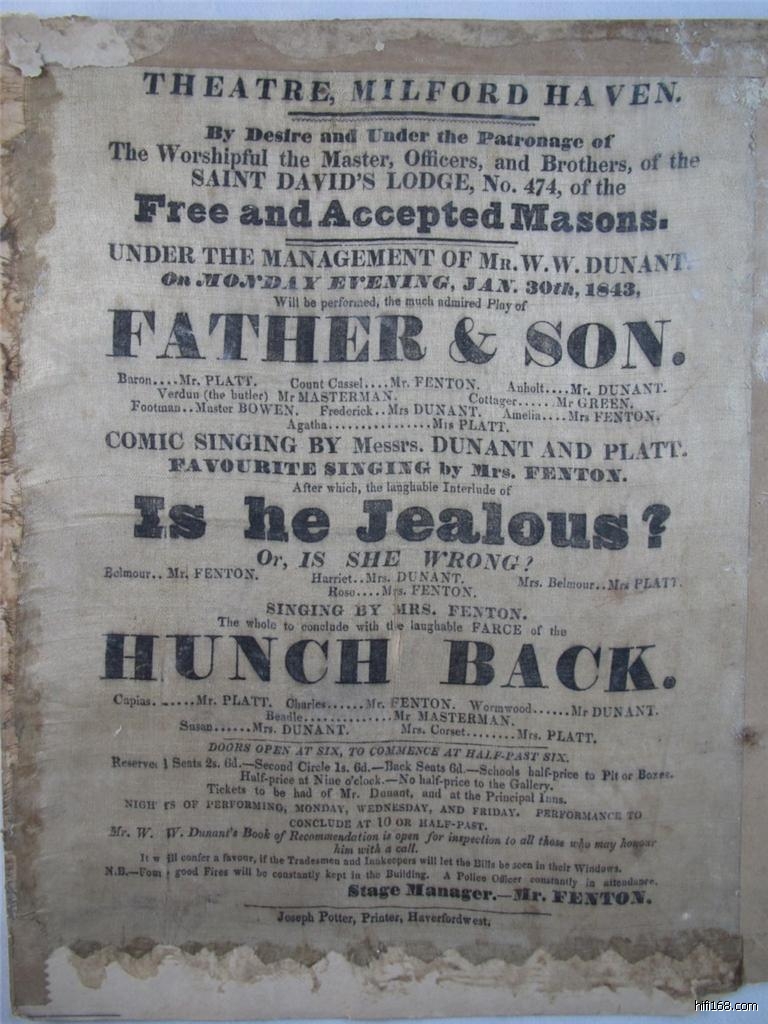 THEATRE, MILFORD HAVEN.
By Desire and Under the Patronage of
The Worshipful the Master, Officers, and Brothers, of the
SAINT DAVID'S LODGE, No. 474, of the
Free and Accepted Masons.
UNDER THE MANAGEMENT OF Mr. W. W. DUNANT.
On MONDAY EVENING, JAN. 30th, 1843,
Will be performed, the much admired Play of
FATHER & SON.
Baron....Mr. PLATT. Count Cassel....Mr. FENTON. Anholt....Mr. DUNANT.
Verdun (the butler) Mr MASTERMAN. Cottager......Mr GREEN.
Footman..Master BOWEN. Frederick..Mrs DUNANT. Amelia....Mrs FENTON.
Agatha................Mis PLATT.
COMIC SINGING BY Messrs. DUNANT AND PLATT.
FAVOURITE SINGING by Mrs. FENTON.
After which, the laughable Interlude of
Is he Jealous?
Or, IS SHE WRONG?
Belmour.. Mr. FENTON. Harriet..Mrs. DUNANT. Mrs. Belmour..Mrs PLATT.
Rose....Mrs. FENTON.
SINGING BY MRS. FENTON.
The whole to conclude with the laughable FARCE of the
HUNCH BACK.
Capias.......Mr. PLATT. Charles......Mr. FENTON. Wormwood......Mr DUNANT.
Beadle..............Mr MASTERMAN.
Susan......Mrs. DUNANT. Mrs. Corset........Mrs. PLATT.
DOORS OPEN AT SIX, TO COMMENCE AT HALF-PAST SIX.
Reserved Seats 2s. 6d.—Second Circle 1s. 6d.—Back Seats 6d.—Schools half-price to Pit or Boxes.
Half-price at Nine o'clock.—No half-price to the Gallery.
Tickets to be had of Mr. Dunant, and at the Principal Inns.
NIGHTS OF PERFORMING, MONDAY, WEDNESDAY, AND FRIDAY. PERFORMANCE TO
CONCLUDE AT 10 OR HALF-PAST.
Mr. W. W. Dunant's Book of Recommendation is open for inspection to all those who may honour
him with a call.
It will confer a favour, if the Tradesmen and Innkeepers will let the Bills be seen in their Windows.
N.B.—Four good Fires will be constantly kept in the Building. A Police Officer constantly in attendance.
Stage Manager.—Mr. FENTON.
Joseph Potter, Printer, Haverfordwest.
hifi168.com